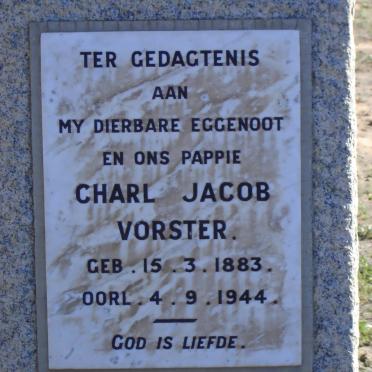 TER GEDAGTENIS
AAN
MY DIERBARE EGGENOOT
EN ONS PAPPIE
CHARL JACOB
VORSTER.
GEB. 15.3.1883.
OORL. 4.9.1944.
GOD IS LIEFDE.